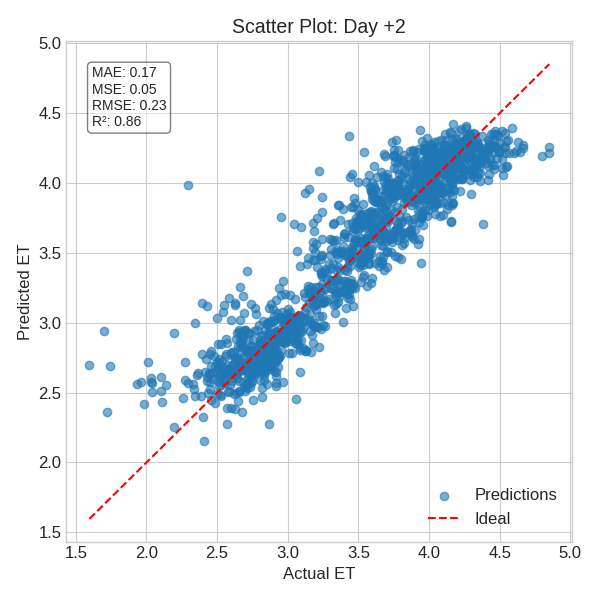 Scatter Plot: Day +2
MAE: 0.17
MSE: 0.05
RMSE: 0.23
R²: 0.86
Predicted ET
5.0
4.5
4.0
3.5
3.0
2.5
2.0
1.5
Predictions
Ideal
1.5 2.0 2.5 3.0 3.5 4.0 4.5 5.0
Actual ET